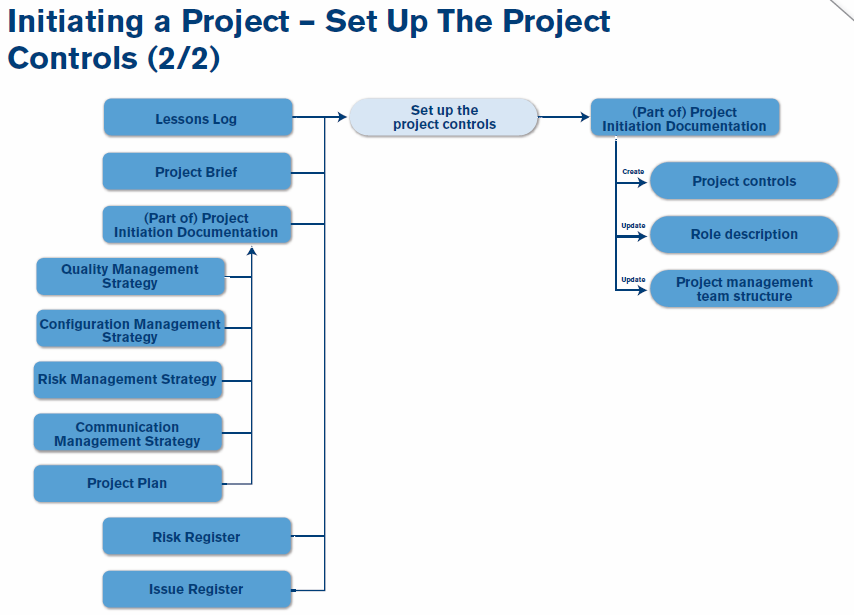 Initiating a Project – Set Up The Project
Controls (2/2)
Lessons Log
Set up the
project controls
(Part of) Project
Initiation Documentation
Project Brief
Create
Project controls
(Part of) Project
Initiation Documentation
Update
Role description
Quality Management
Strategy
Update
Project management
team structure
Configuration Management
Strategy
Risk Management Strategy
Communication
Management Strategy
Project Plan
Risk Register
Issue Register